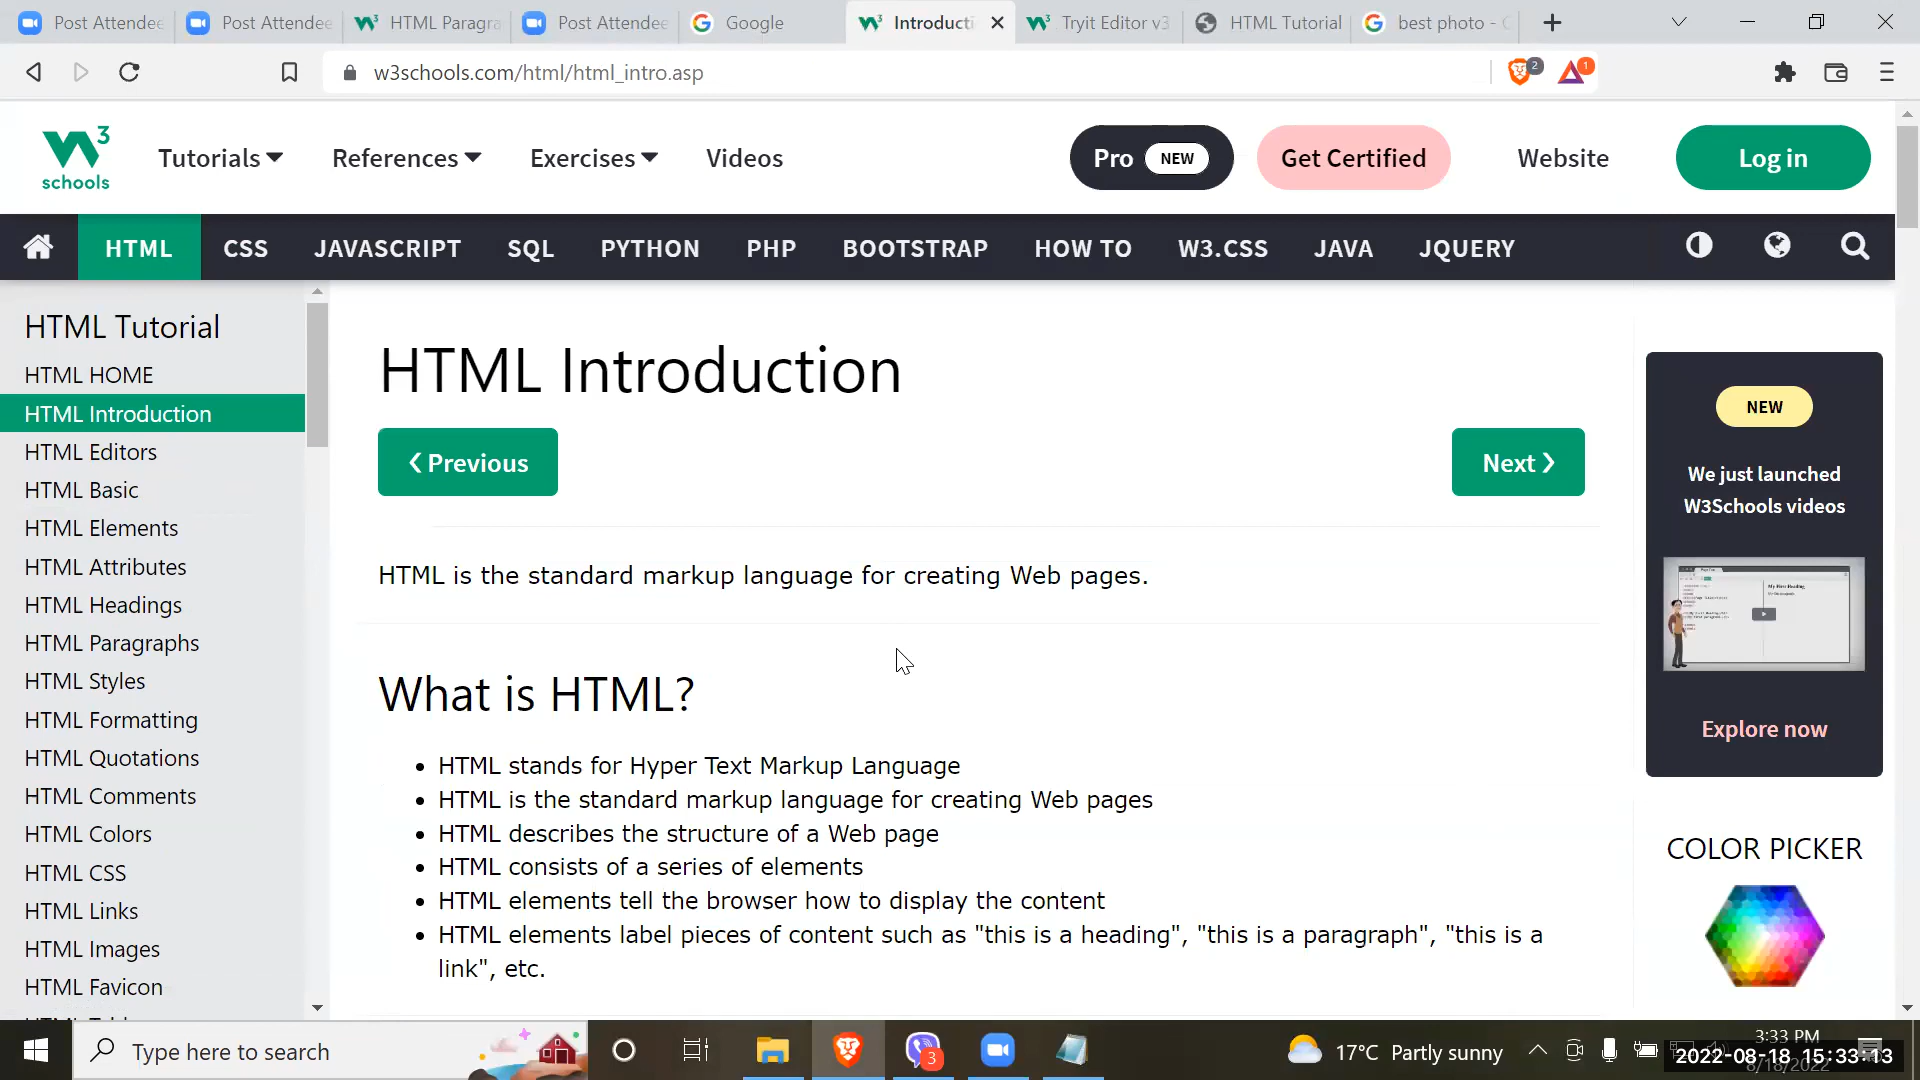 Post Attendee
Post Attendee
HTML Paragra
Post Attendee
Google
Introducti
Tryit Editor v3
HTML Tutorial
best photo - G
w3schools.com/html/html_intro.asp
2
1
W3
schools
Tutorials
References
Exercises
Videos
Pro NEW
Get Certified
Website
Log in
HTML
CSS
JAVASCRIPT
SQL
PYTHON
PHP
BOOTSTRAP
HOW TO
W3.CSS
JAVA
JQUERY
HTML Tutorial
HTML HOME
HTML Introduction
HTML Editors
HTML Basic
HTML Elements
HTML Attributes
HTML Headings
HTML Paragraphs
HTML Styles
HTML Formatting
HTML Quotations
HTML Comments
HTML Colors
HTML CSS
HTML Links
HTML Images
HTML Favicon
HTML Introduction
❮ Previous
Next ❯
HTML is the standard markup language for creating Web pages.
What is HTML?
• HTML stands for Hyper Text Markup Language
• HTML is the standard markup language for creating Web pages
• HTML describes the structure of a Web page
• HTML consists of a series of elements
• HTML elements tell the browser how to display the content
• HTML elements label pieces of content such as "this is a heading", "this is a paragraph", "this is a
link", etc.
NEW
We just launched
W3Schools videos
Explore now
COLOR PICKER
Type here to search
3
17°C Partly sunny
3:33 PM
2022-08-18 15:33:13
8/18/2022